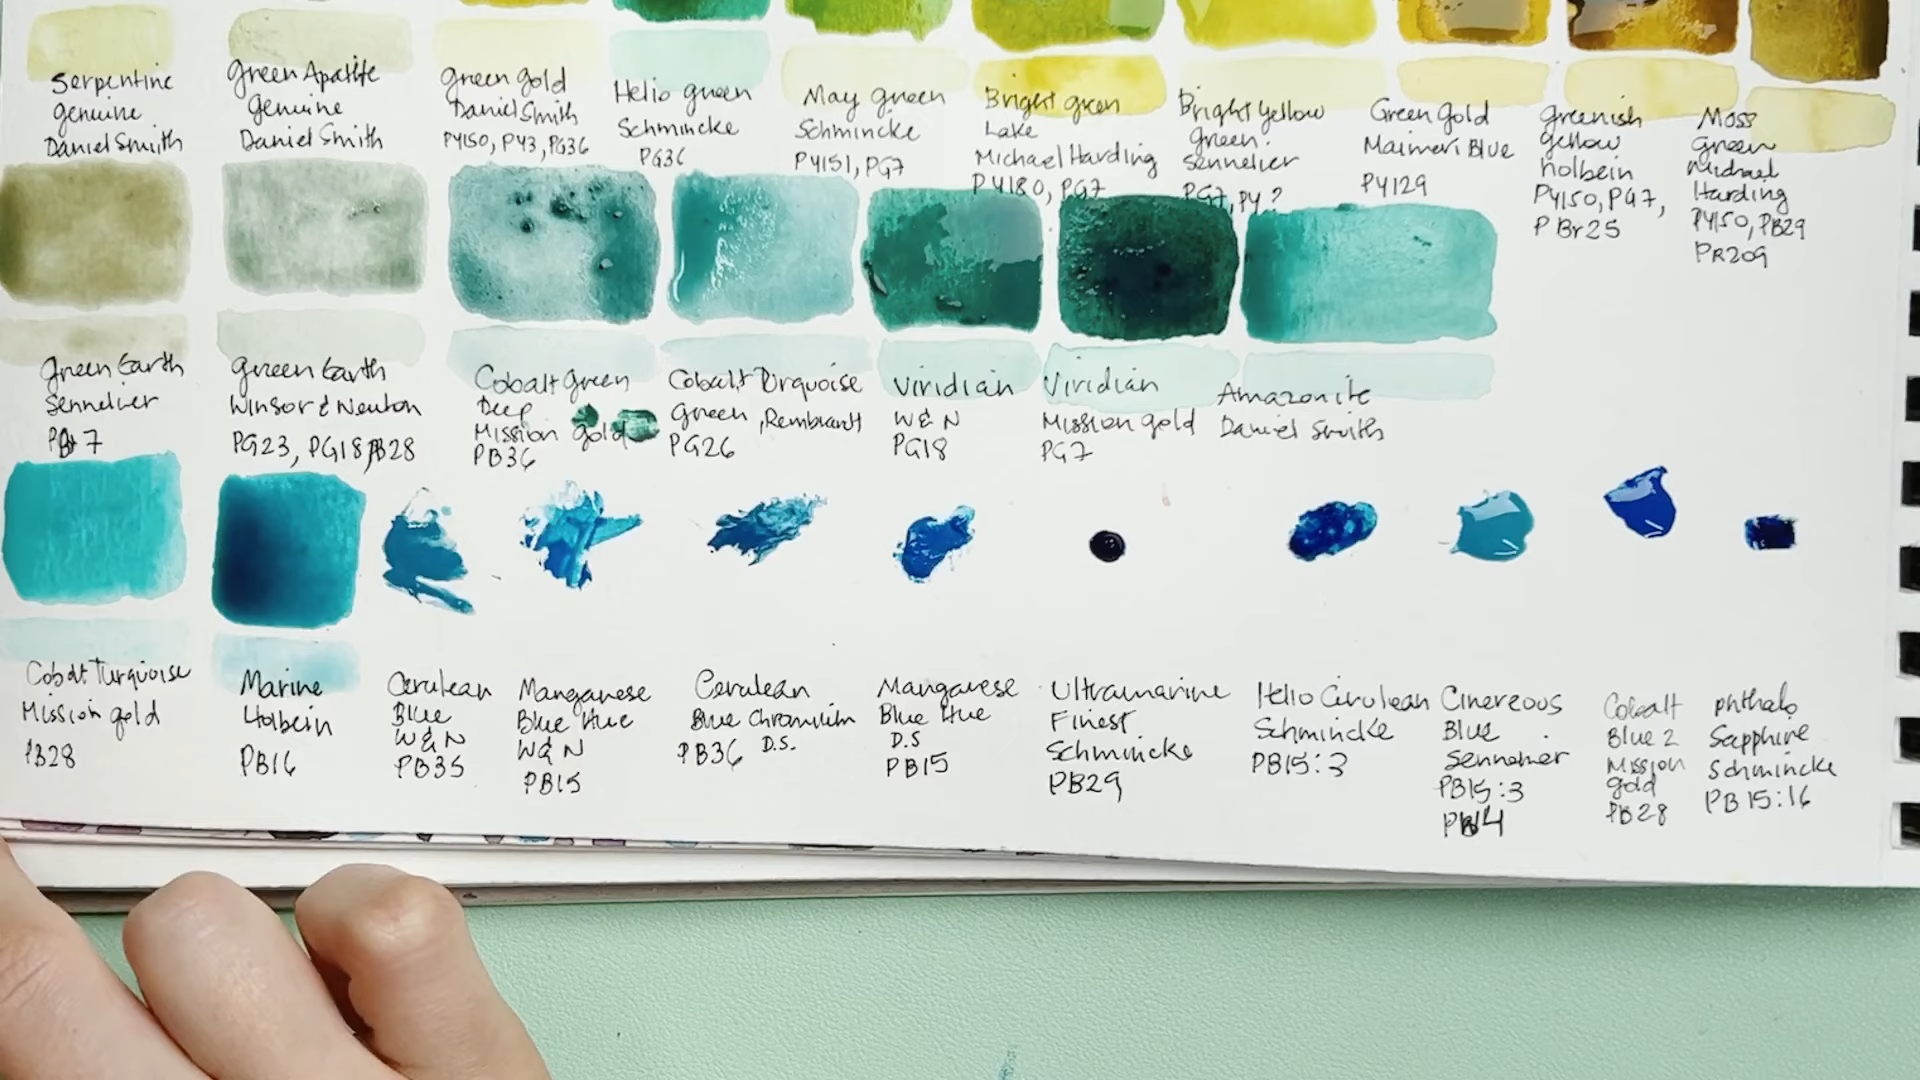 Serpentine
genuine
Daniel Smith
Green Apatite
Genuine
Daniel Smith
Green gold
Daniel Smith
PY150, PY3, PG36
Helio green
Schmincke
PG36
May green
Schmincke
PY151, PG7
Bright green
Lake
Michael Harding
PY180, PG7
Bright Yellow
Green.
Sennelier
PG7, PY?
Green gold
Maimeri Blue
PY129
Greenish
yellow
holbein
PY150, PG7,
PBr25
Moss
Green
Michael
Harding
PY150, PB29
PR209
Green Earth
Sennelier
7
Green Earth
Winsor & Newton
PG23, PG18, PB28
Cobalt Green
Deep
Mission gold
PB36
Cobalt Turquoise
Green, Rembrandt
PG26
Viridian
W&N
PG18
Viridian
Mission gold
PG7
Amazonite
Daniel Smith
Cobalt Turquoise
Mission gold
PB28
Marine
Holbein
PB16
Cerulean
Blue
W&N
PB35
Manganese
Blue Hue
W&N
PB15
Cerulean
Blue Chromium
PB36 D.S.
Manganese
Blue Hue
D.S
PB15
Ultramarine
Finest
Schmincke
PB29
Helio Cerulean
Schmincke
PB15:3
Cinereous
Blue
Sennelier
PB15:3
Cobalt
Blue 2
Mission
gold
PB28
phthalo
Sapphire
Schmincke
PB15:16